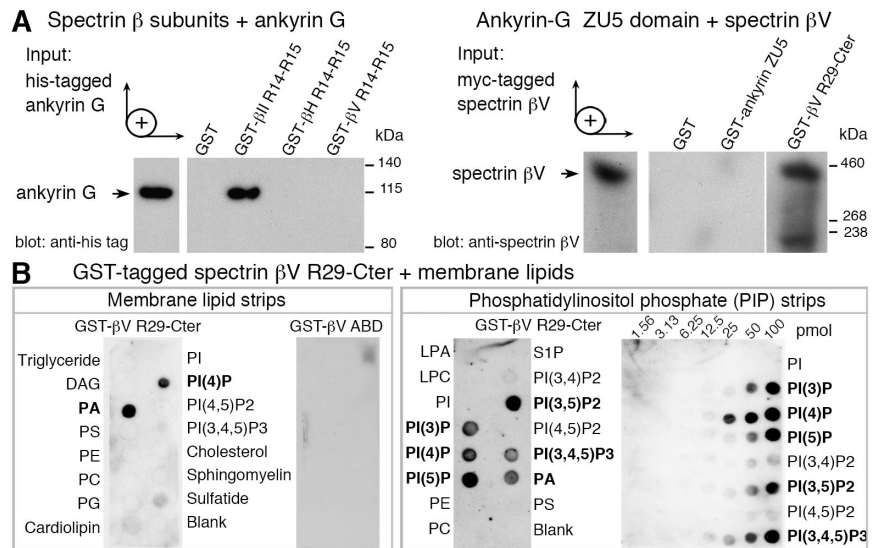 A Spectrin β subunits + ankyrin G
Input:
his-tagged
ankyrin G
+
GST
GST-βII R14-R15
GST-βH R14-R15
GST-βV R14-R15
kDa
140
115
80
ankyrin G
blot: anti-his tag
Ankyrin-G ZU5 domain + spectrin βV
Input:
myc-tagged
spectrin βV
+
GST
GST-ankyrin ZU5
GST-βV R29-Cter
kDa
460
268
238
spectrin βV
blot: anti-spectrin βV
B GST-tagged spectrin βV R29-Cter + membrane lipids
Membrane lipid strips
GST-βV R29-Cter
GST-βV ABD
Triglyceride
DAG
PA
PS
PE
PC
PG
Cardiolipin
PI
PI(4)P
PI(4,5)P2
PI(3,4,5)P3
Cholesterol
Sphingomyelin
Sulfatide
Blank
Phosphatidylinositol phosphate (PIP) strips
GST-βV R29-Cter
LPA
LPC
PI
PI(3)P
PI(4)P
PI(5)P
PE
PC
S1P
PI(3,4)P2
PI(3,5)P2
PI(4,5)P2
PI(3,4,5)P3
PA
PS
Blank
1.56 3.13 6.25 12.5 25 50 100 pmol
PI
PI(3)P
PI(4)P
PI(5)P
PI(3,4)P2
PI(3,5)P2
PI(4,5)P2
PI(3,4,5)P3